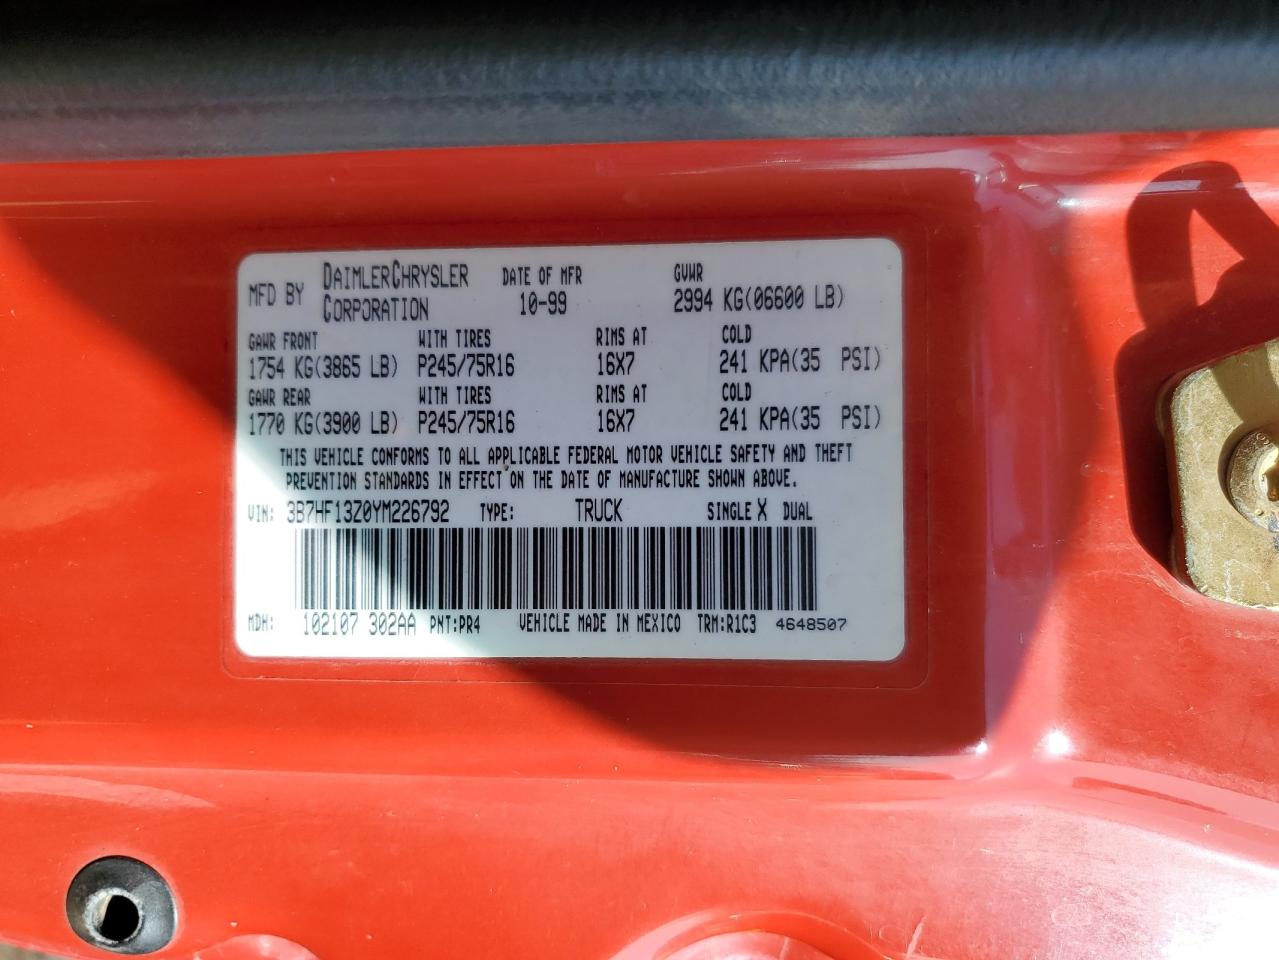 MFD BY DAIMLERCHRYSLER CORPORATION DATE OF MFR 10-99 GVWR 2994 KG(06600 LB)
GAWR FRONT WITH TIRES RIMS AT COLD
1754 KG(3865 LB) P245/75R16 16X7 241 KPA(35 PSI)
GAWR REAR WITH TIRES RIMS AT COLD
1770 KG(3900 LB) P245/75R16 16X7 241 KPA(35 PSI)
THIS VEHICLE CONFORMS TO ALL APPLICABLE FEDERAL MOTOR VEHICLE SAFETY AND THEFT
PREVENTION STANDARDS IN EFFECT ON THE DATE OF MANUFACTURE SHOWN ABOVE.
VIN: 3B7HF13Z0YM226792 TYPE: TRUCK SINGLE X DUAL
MDH: 102107 302AA PNT:PR4 VEHICLE MADE IN MEXICO TRM:R1C3 4648507